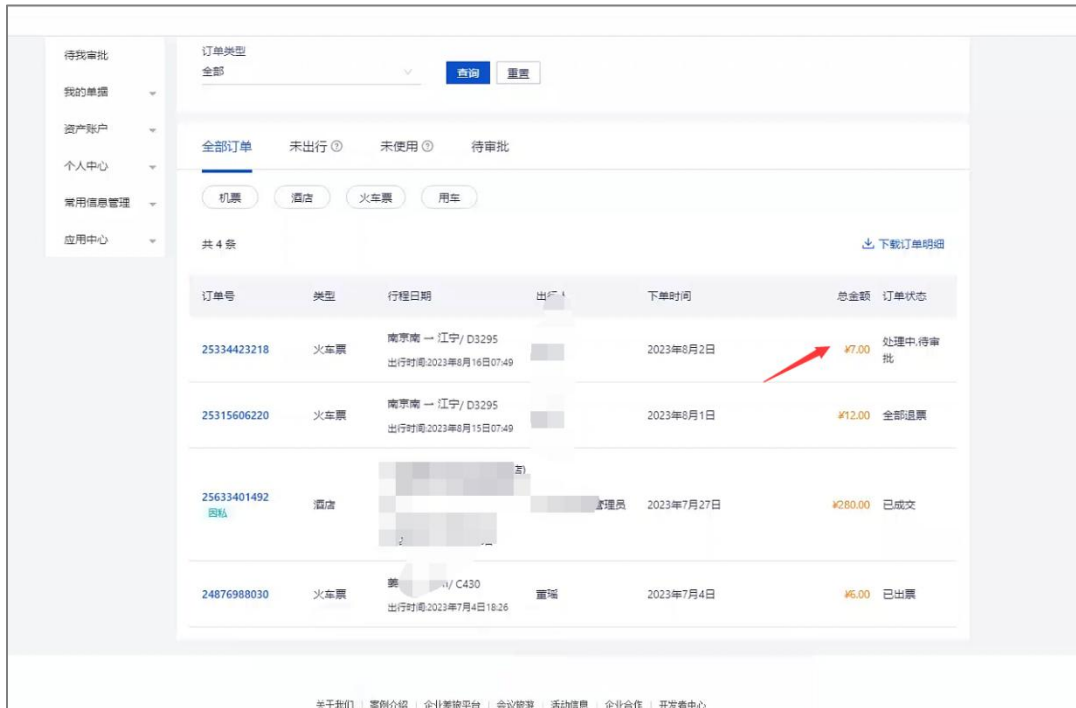 待我审批
我的单据
资产账户
个人中心
常用信息管理
应用中心
订单类型
全部
查询
重置
全部订单 未出行 ? 未使用 ? 待审批
机票 酒店 火车票 用车
共 4 条
下载订单明细
订单号 类型 行程日期 下单时间 总金额 订单状态
25334423218 火车票 南京南 一 江宁/ D3295 2023年8月2日 ¥7.00 处理中,待审
出行时间:2023年8月16日07:49 批
25315606220 火车票 南京南 一 江宁/ D3295 2023年8月1日 ¥12.00 全部退票
出行时间:2023年8月15日07:49
25633401492 酒店 管理员 2023年7月27日 ¥280.00 已成交
因私
24876988030 火车票 姜 / C430 董瑶 2023年7月4日 ¥6.00 已出票
出行时间:2023年7月4日18:26
关于我们 | 案例介绍 | 企业差旅平台 | 会议旅游 | 活动信息 | 企业合作 | 开发者中心